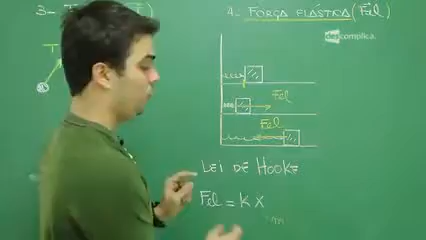 3- T
T
4- FORÇA ELÁSTICA (Fel)
descomplica.
Fel
Fel
LEI DE HOOKE
Fel = K X